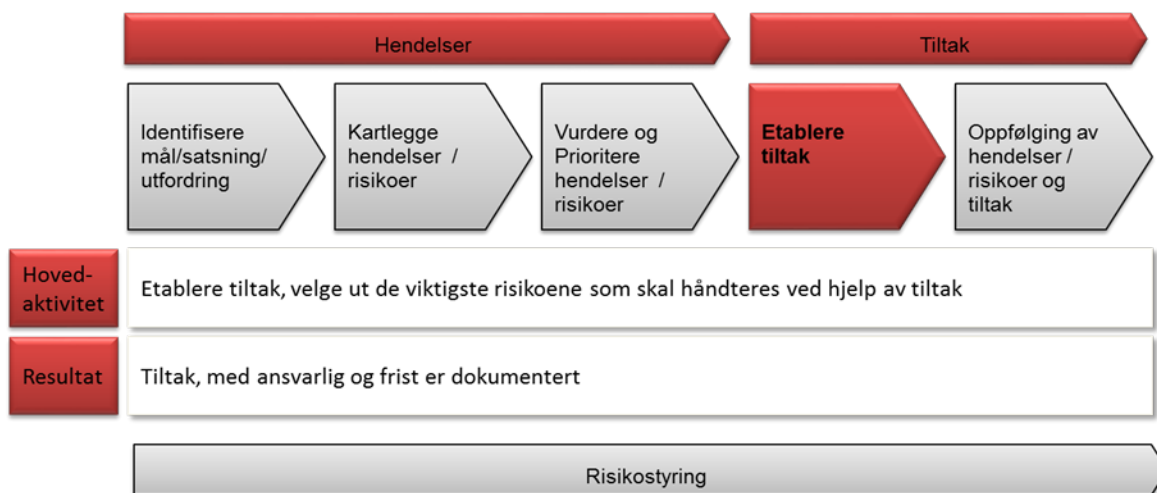 Hendelser
Tiltak
Identifisere
mål/satsning/
utfordring
Kartlegge
hendelser /
risikoer
Vurdere og
Prioritere
hendelser /
risikoer
Etablere
tiltak
Oppfølging av
hendelser /
risikoer og
tiltak
Hoved-
aktivitet
Etablere tiltak, velge ut de viktigste risikoene som skal håndteres ved hjelp av tiltak
Resultat
Tiltak, med ansvarlig og frist er dokumentert
Risikostyring